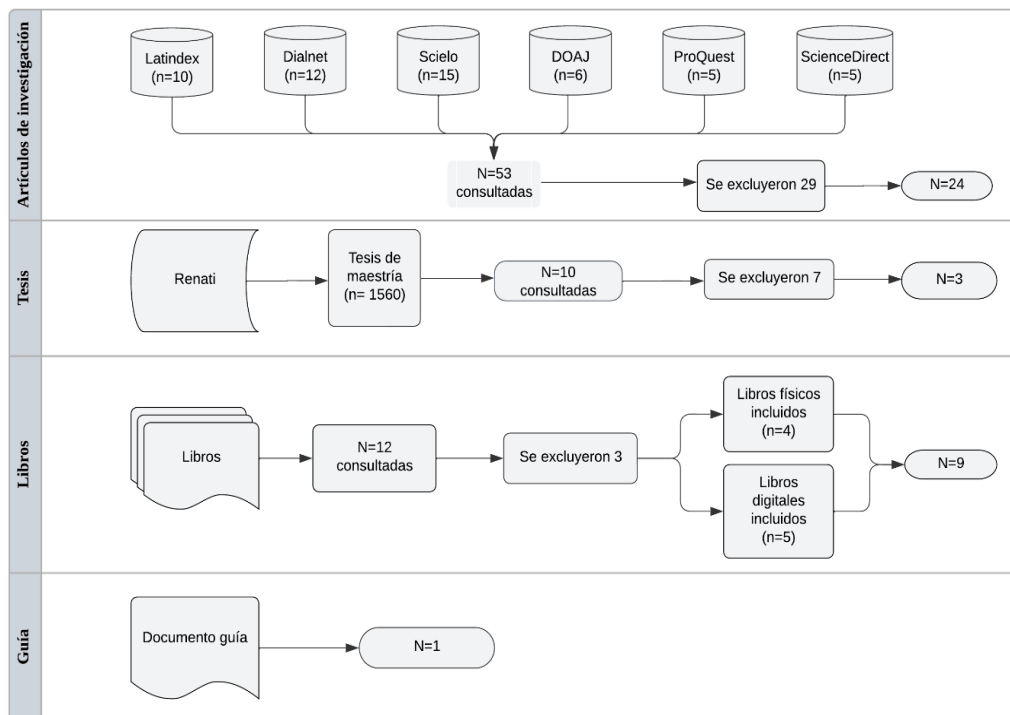 Artículos de investigación
Latindex
(n=10)
Dialnet
(n=12)
Scielo
(n=15)
DOAJ
(n=6)
ProQuest
(n=5)
ScienceDirect
(n=5)
N=53
consultadas
Se excluyeron 29
N=24
Tesis
Renati
Tesis de
maestría
(n= 1560)
N=10
consultadas
Se excluyeron 7
N=3
Libros
Libros
N=12
consultadas
Se excluyeron 3
Libros físicos
incluidos
(n=4)
Libros
digitales
incluidos
(n=5)
N=9
Guía
Documento guía
N=1